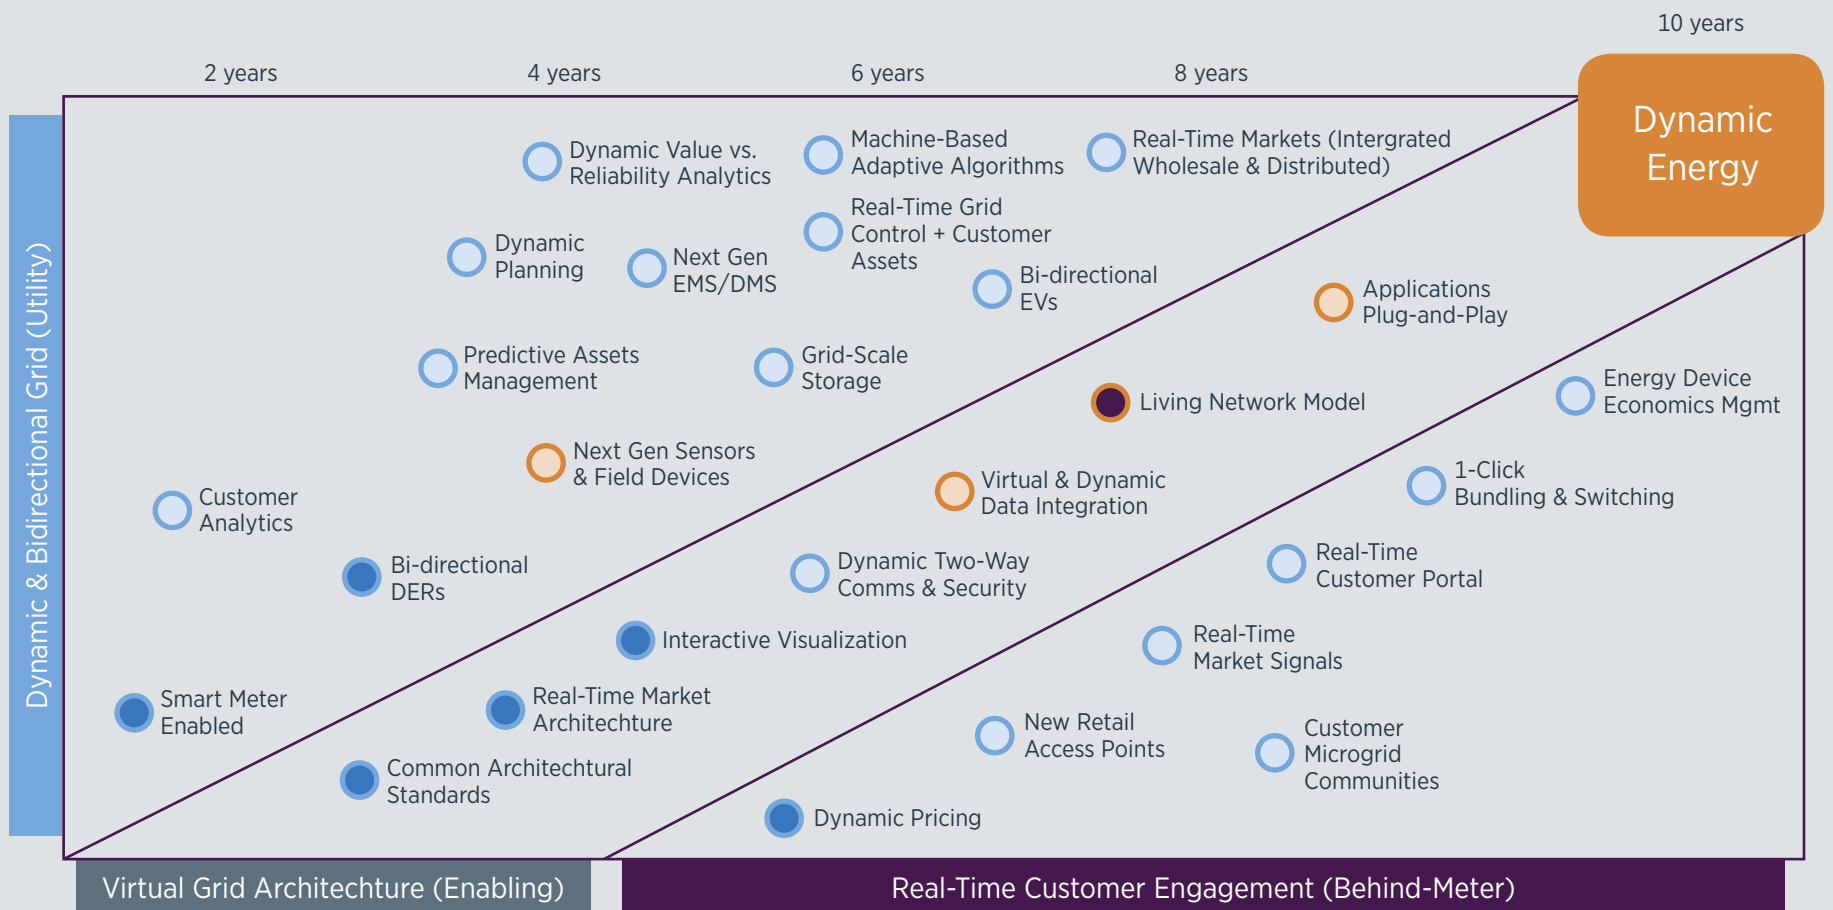 10 years
2 years
4 years
6 years
8 years
Dynamic
Energy
Dynamic & Bidirectional Grid (Utility)
Dynamic Value vs.
Reliability Analytics
Machine-Based
Adaptive Algorithms
Real-Time Markets (Intergrated
Wholesale & Distributed)
Dynamic
Planning
Next Gen
EMS/DMS
Real-Time Grid
Control + Customer
Assets
Bi-directional
EVs
Applications
Plug-and-Play
Predictive Assets
Management
Grid-Scale
Storage
Living Network Model
Energy Device
Economics Mgmt
Next Gen Sensors
& Field Devices
Virtual & Dynamic
Data Integration
1-Click
Bundling & Switching
Customer
Analytics
Bi-directional
DERs
Dynamic Two-Way
Comms & Security
Real-Time
Customer Portal
Interactive Visualization
Real-Time
Market Signals
Smart Meter
Enabled
Real-Time Market
Architechture
New Retail
Access Points
Customer
Microgrid
Communities
Common Architechtural
Standards
Dynamic Pricing
Virtual Grid Architechture (Enabling)
Real-Time Customer Engagement (Behind-Meter)